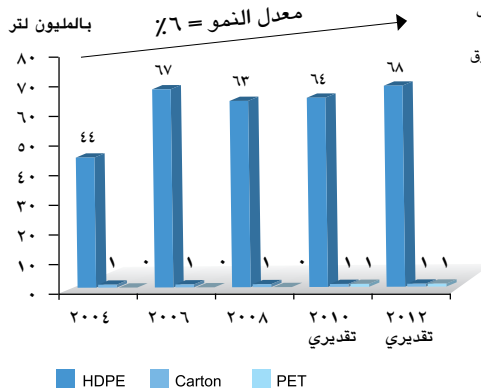 بالمليون لتر
معدل النمو = ٦٪
٨٠
٧٠
٦٠
٥٠
٤٠
٣٠
٢٠
١٠
٠
٤٤ ١ ٠
٦٧ ١ ٠
٦٣ ١ ٠
٦٤ ١ ١
٦٨ ١ ١
٢٠٠٤ ٢٠٠٦ ٢٠٠٨ ٢٠١٠ ٢٠١٢
تقديري تقديري
HDPE Carton PET